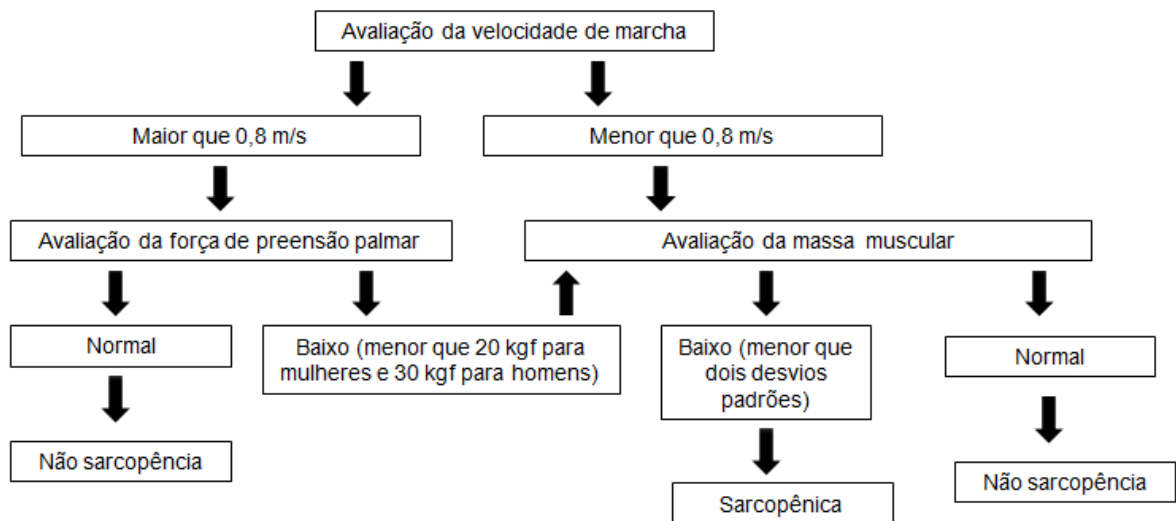 Avaliação da velocidade de marcha
Maior que 0,8 m/s
Menor que 0,8 m/s
Avaliação da força de preensão palmar
Avaliação da massa muscular
Normal
Baixo (menor que 20 kgf para
mulheres e 30 kgf para homens)
Baixo (menor que
dois desvios
padrões)
Normal
Não sarcopência
Sarcopênica
Não sarcopência